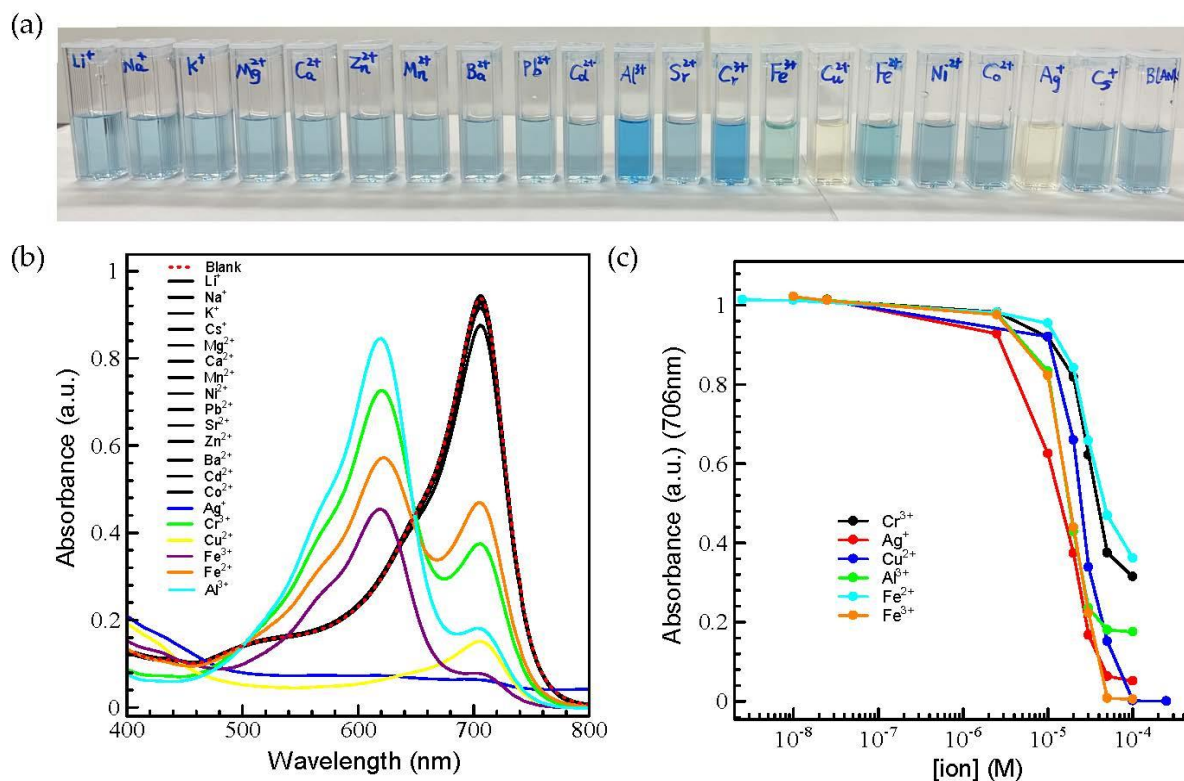 (a)
Li⁺ Na⁺ K⁺ Mg²⁺ Ca²⁺ Zn²⁺ Mn²⁺ Ba²⁺ Pb²⁺ Cd²⁺ Al³⁺ Sr²⁺ Cr³⁺ Fe³⁺ Cu²⁺ Fe²⁺ Ni²⁺ Co²⁺ Ag⁺ Cs⁺ BLANK
(b)
1
0.8
0.6
0.4
0.2
0
Absorbance (a.u.)
Blank
Li⁺
Na⁺
K⁺
Cs⁺
Mg²⁺
Ca²⁺
Mn²⁺
Ni²⁺
Pb²⁺
Sr²⁺
Zn²⁺
Ba²⁺
Cd²⁺
Co²⁺
Ag⁺
Cr³⁺
Cu²⁺
Fe³⁺
Fe²⁺
Al³⁺
400 500 600 700 800
Wavelength (nm)
(c)
1
0.8
0.6
0.4
0.2
0
Absorbance (a.u.) (706nm)
Cr³⁺
Ag⁺
Cu²⁺
Al³⁺
Fe²⁺
Fe³⁺
10⁻⁸ 10⁻⁷ 10⁻⁶ 10⁻⁵ 10⁻⁴
[ion] (M)